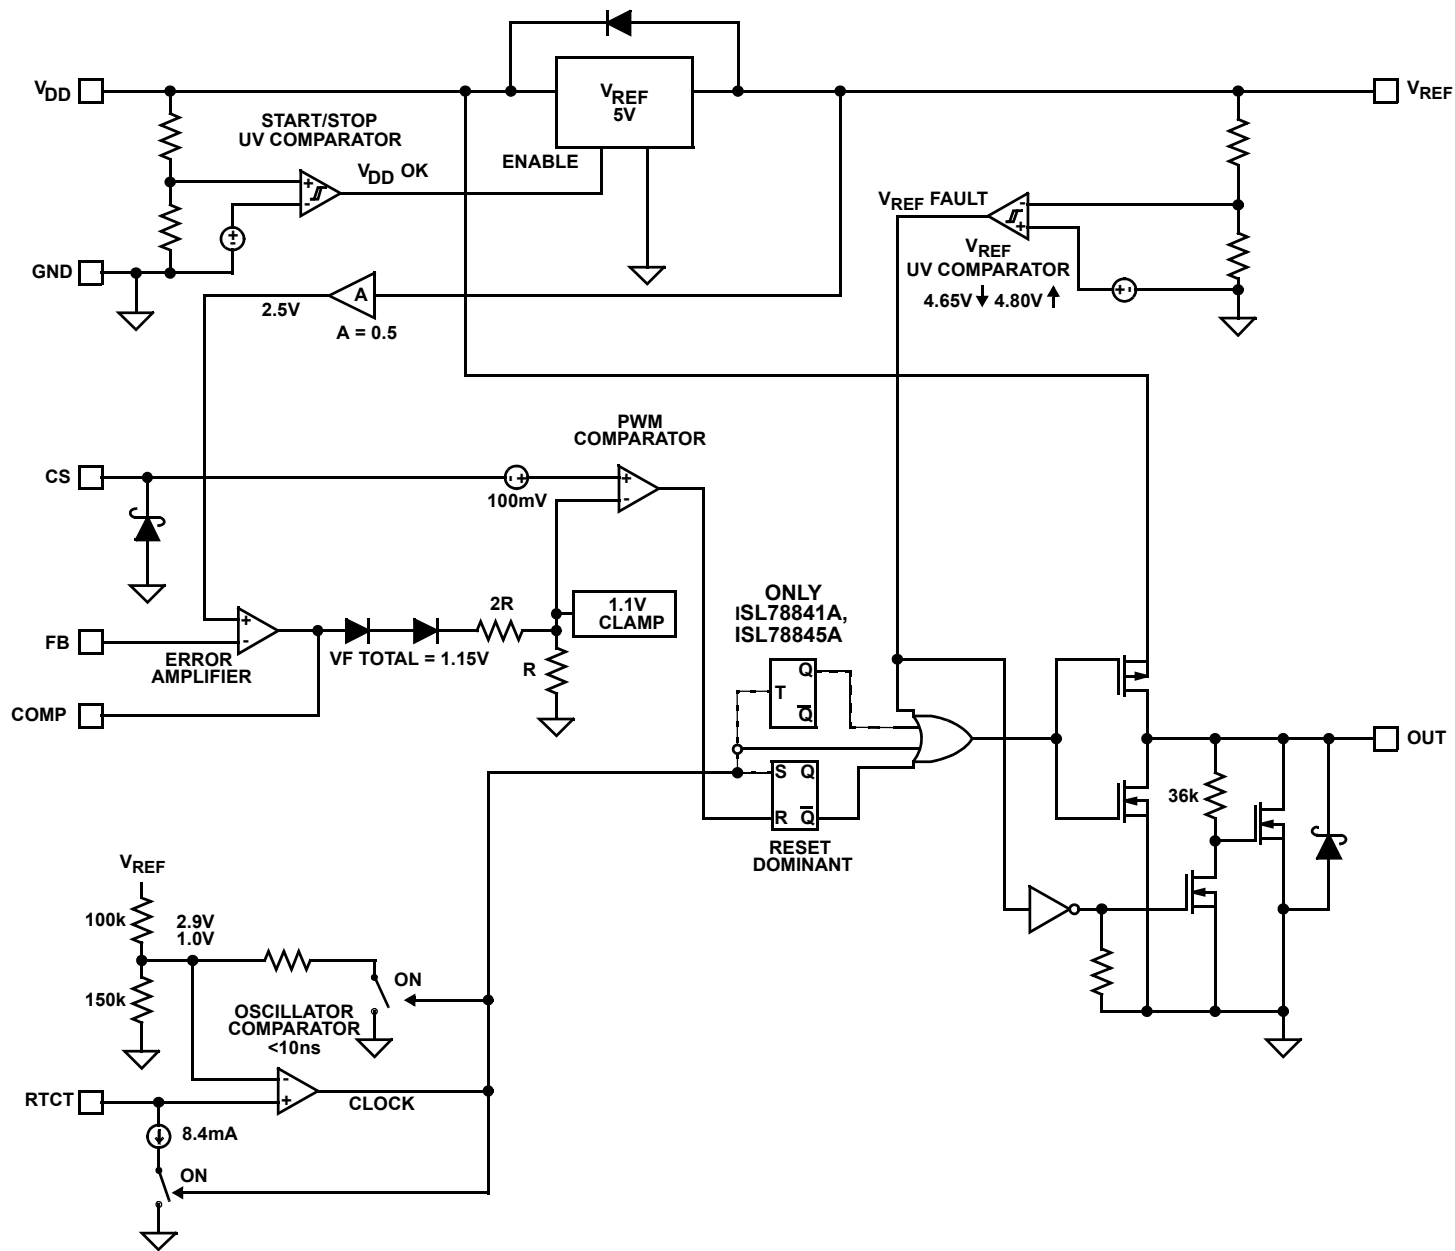 VDD
VREF
5V
VREF
START/STOP
UV COMPARATOR
+
-
VDD OK
ENABLE
+
-
GND
VREF FAULT
-
+
VREF
UV COMPARATOR
4.65V 4.80V
+ -
2.5V
A
A = 0.5
PWM
COMPARATOR
CS
- +
100mV
+
-
ONLY
ISL78841A,
ISL78845A
1.1V
CLAMP
2R
R
+
-
FB
ERROR
AMPLIFIER
VF TOTAL = 1.15V
COMP
Q
T
Q
S Q
R Q
RESET
DOMINANT
OUT
36k
VREF
100k
2.9V
1.0V
150k
ON
OSCILLATOR
COMPARATOR
<10ns
-
+
RTCT
CLOCK
8.4mA
ON